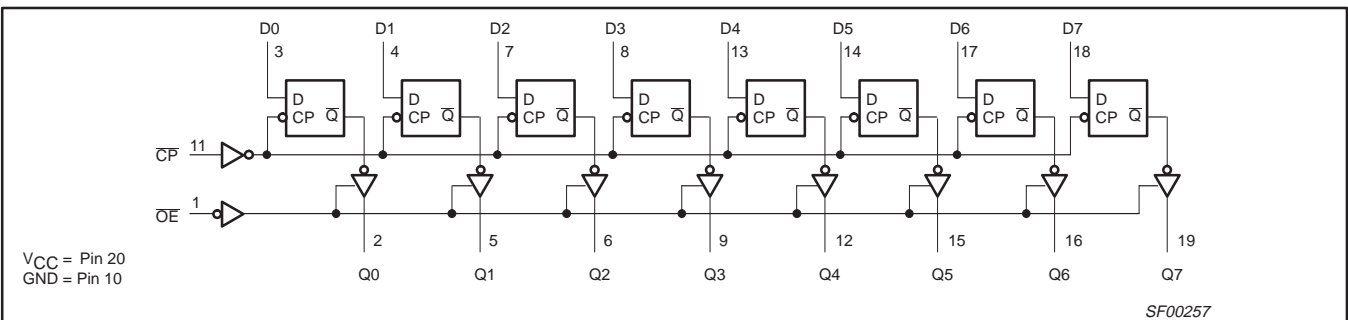 D0 D1 D2 D3 D4 D5 D6 D7
3 4 7 8 13 14 17 18
D D D D D D D D
CP Q̅ CP Q̅ CP Q̅ CP Q̅ CP Q̅ CP Q̅ CP Q̅ CP Q̅
C̅P̅ 11
O̅E̅ 1
2 5 6 9 12 15 16 19
VCC = Pin 20
GND = Pin 10
Q0 Q1 Q2 Q3 Q4 Q5 Q6 Q7
SF00257